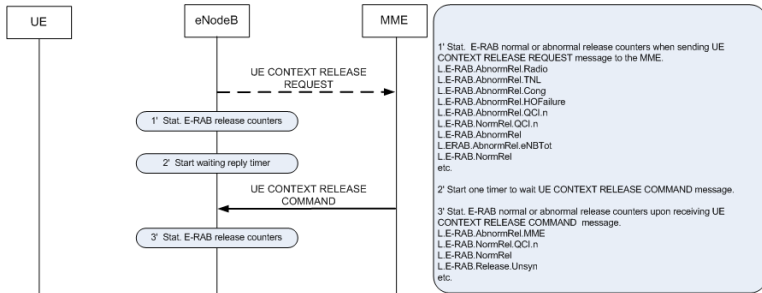 UE
eNodeB
MME
UE CONTEXT RELEASE
REQUEST
1' Stat. E-RAB release counters
2' Start waiting reply timer
UE CONTEXT RELEASE
COMMAND
3' Stat. E-RAB release counters
1' Stat. E-RAB normal or abnormal release counters when sending UE
CONTEXT RELEASE REQUEST message to the MME.
L.E-RAB.AbnormRel.Radio
L.E-RAB.AbnormRel.TNL
L.E-RAB.AbnormRel.Cong
L.E-RAB.AbnormRel.HOFailure
L.E-RAB.AbnormRel.QCI.n
L.E-RAB.NormRel.QCI.n
L.E-RAB.AbnormRel
L.ERAB.AbnormRel.eNBTot
L.E-RAB.NormRel
etc.
2' Start one timer to wait UE CONTEXT RELEASE COMMAND message.
3' Stat. E-RAB normal or abnormal release counters upon receiving UE
CONTEXT RELEASE COMMAND message.
L.E-RAB.AbnormRel.MME
L.E-RAB.NormRel.QCI.n
L.E-RAB.NormRel
L.E-RAB.Release.Unsyn
etc.